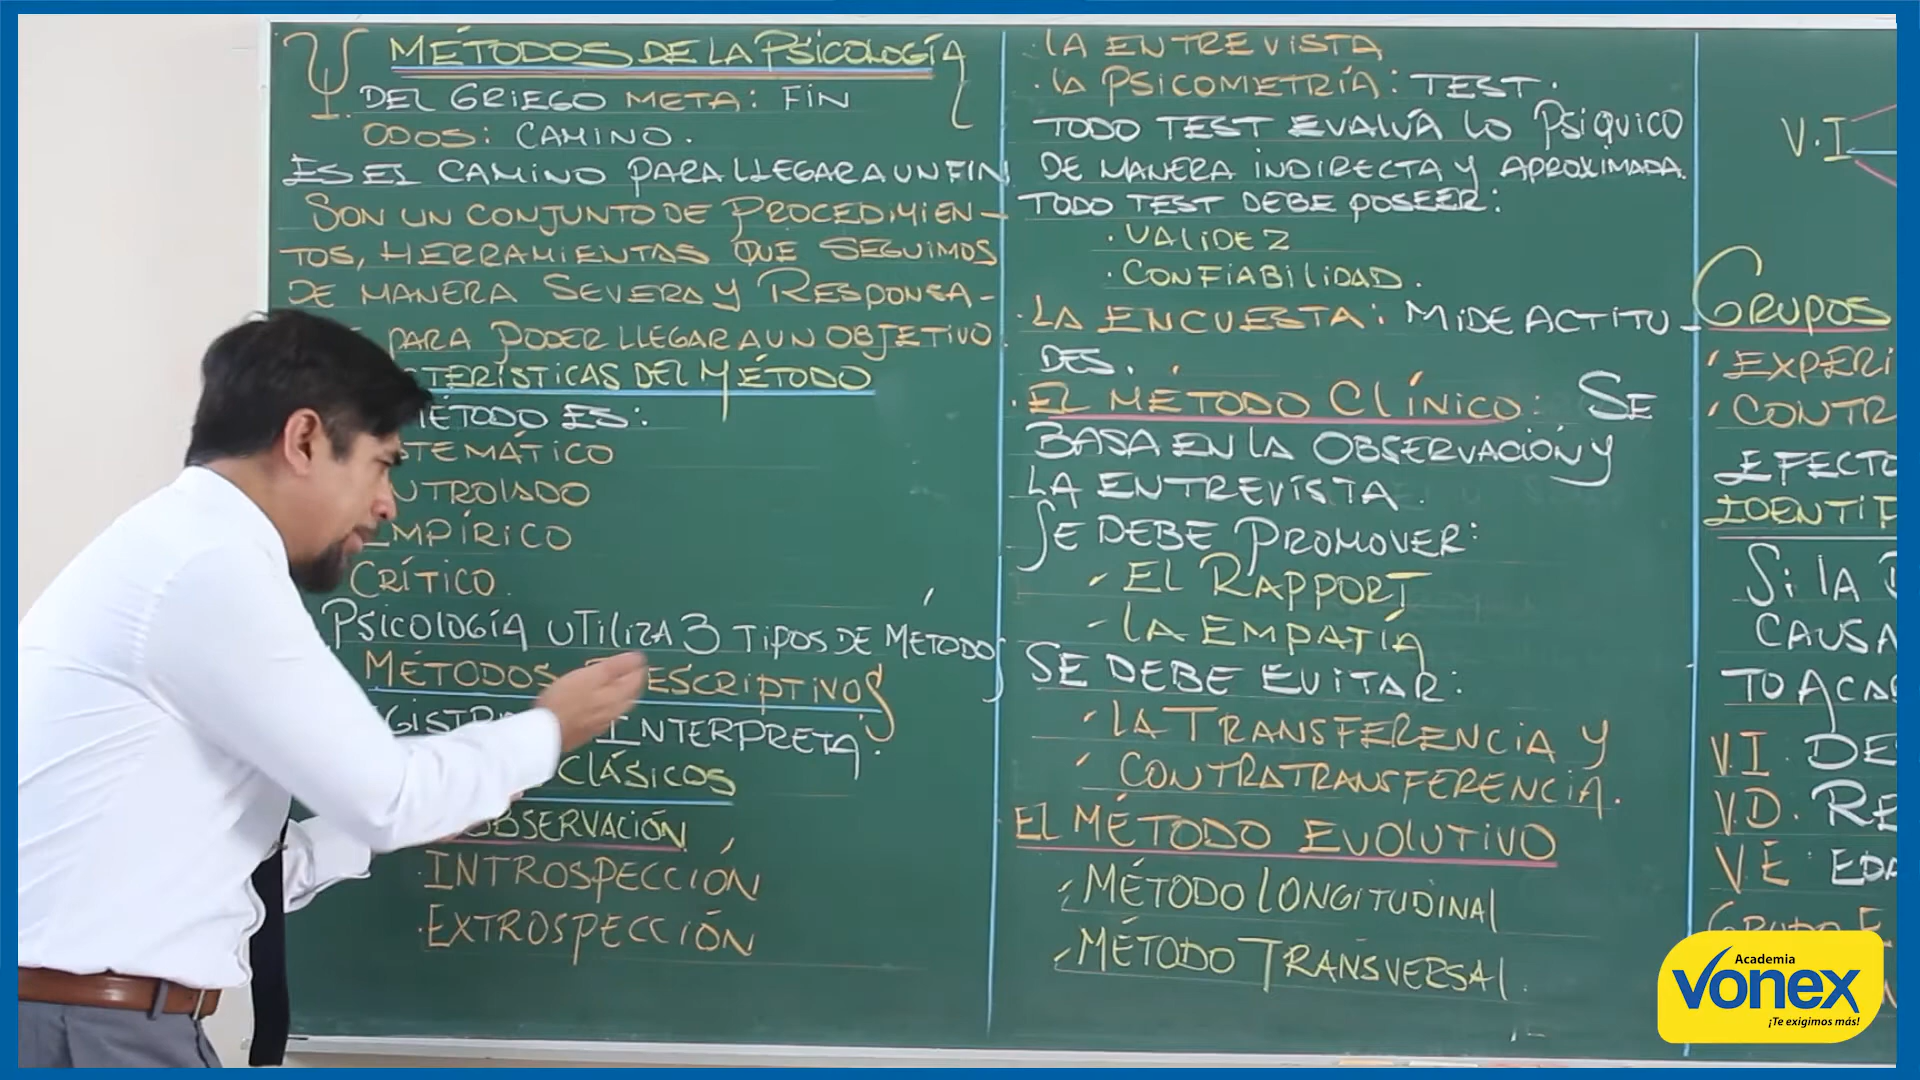 MÉTODOS DE LA PSICOLOGÍA
DEL GRIEGO META: FIN
ODOS: CAMINO.
ES EL CAMINO PARA LLEGAR A UN FIN
SON UN CONJUNTO DE PROCEDIMIEN-
TOS, HERRAMIENTAS QUE SEGUIMOS
DE MANERA SEVERA Y RESPONSA-
PARA PODER LLEGAR A UN OBJETIVO.
DEL MÉTODO
ES:
CRÍTICO.
PSICOLOGÍA UTILIZA 3 TIPOS DE MÉTODOS
MÉTODOS
INTERPRETA.
CLÁSICOS
OBSERVACIÓN
·INTROSPECCIÓN
·EXTROSPECCIÓN
·LA ENTREVISTA
·LA PSICOMETRÍA: TEST.
TODO TEST EVALÚA LO PSÍQUICO
DE MANERA INDIRECTA Y APROXIMADA.
TODO TEST DEBE POSEER:
·VALIDEZ
·CONFIABILIDAD.
·LA ENCUESTA: MIDE ACTITU-
DES.
·EL MÉTODO CLÍNICO: SE
BASA EN LA OBSERVACIÓN Y
LA ENTREVISTA.
SE DEBE PROMOVER:
- EL RAPPORT
- LA EMPATÍA
SE DEBE EVITAR:
- LA TRANSFERENCIA Y
- CONTRATRANSFERENCIA.
EL MÉTODO EVOLUTIVO
- MÉTODO LONGITUDINAL
- MÉTODO TRANSVERSAL.
V.I
GRUPOS
SI LA
V.I. DE
V.D. RE
V.E
Academia
Vonex
¡Te exigimos más!